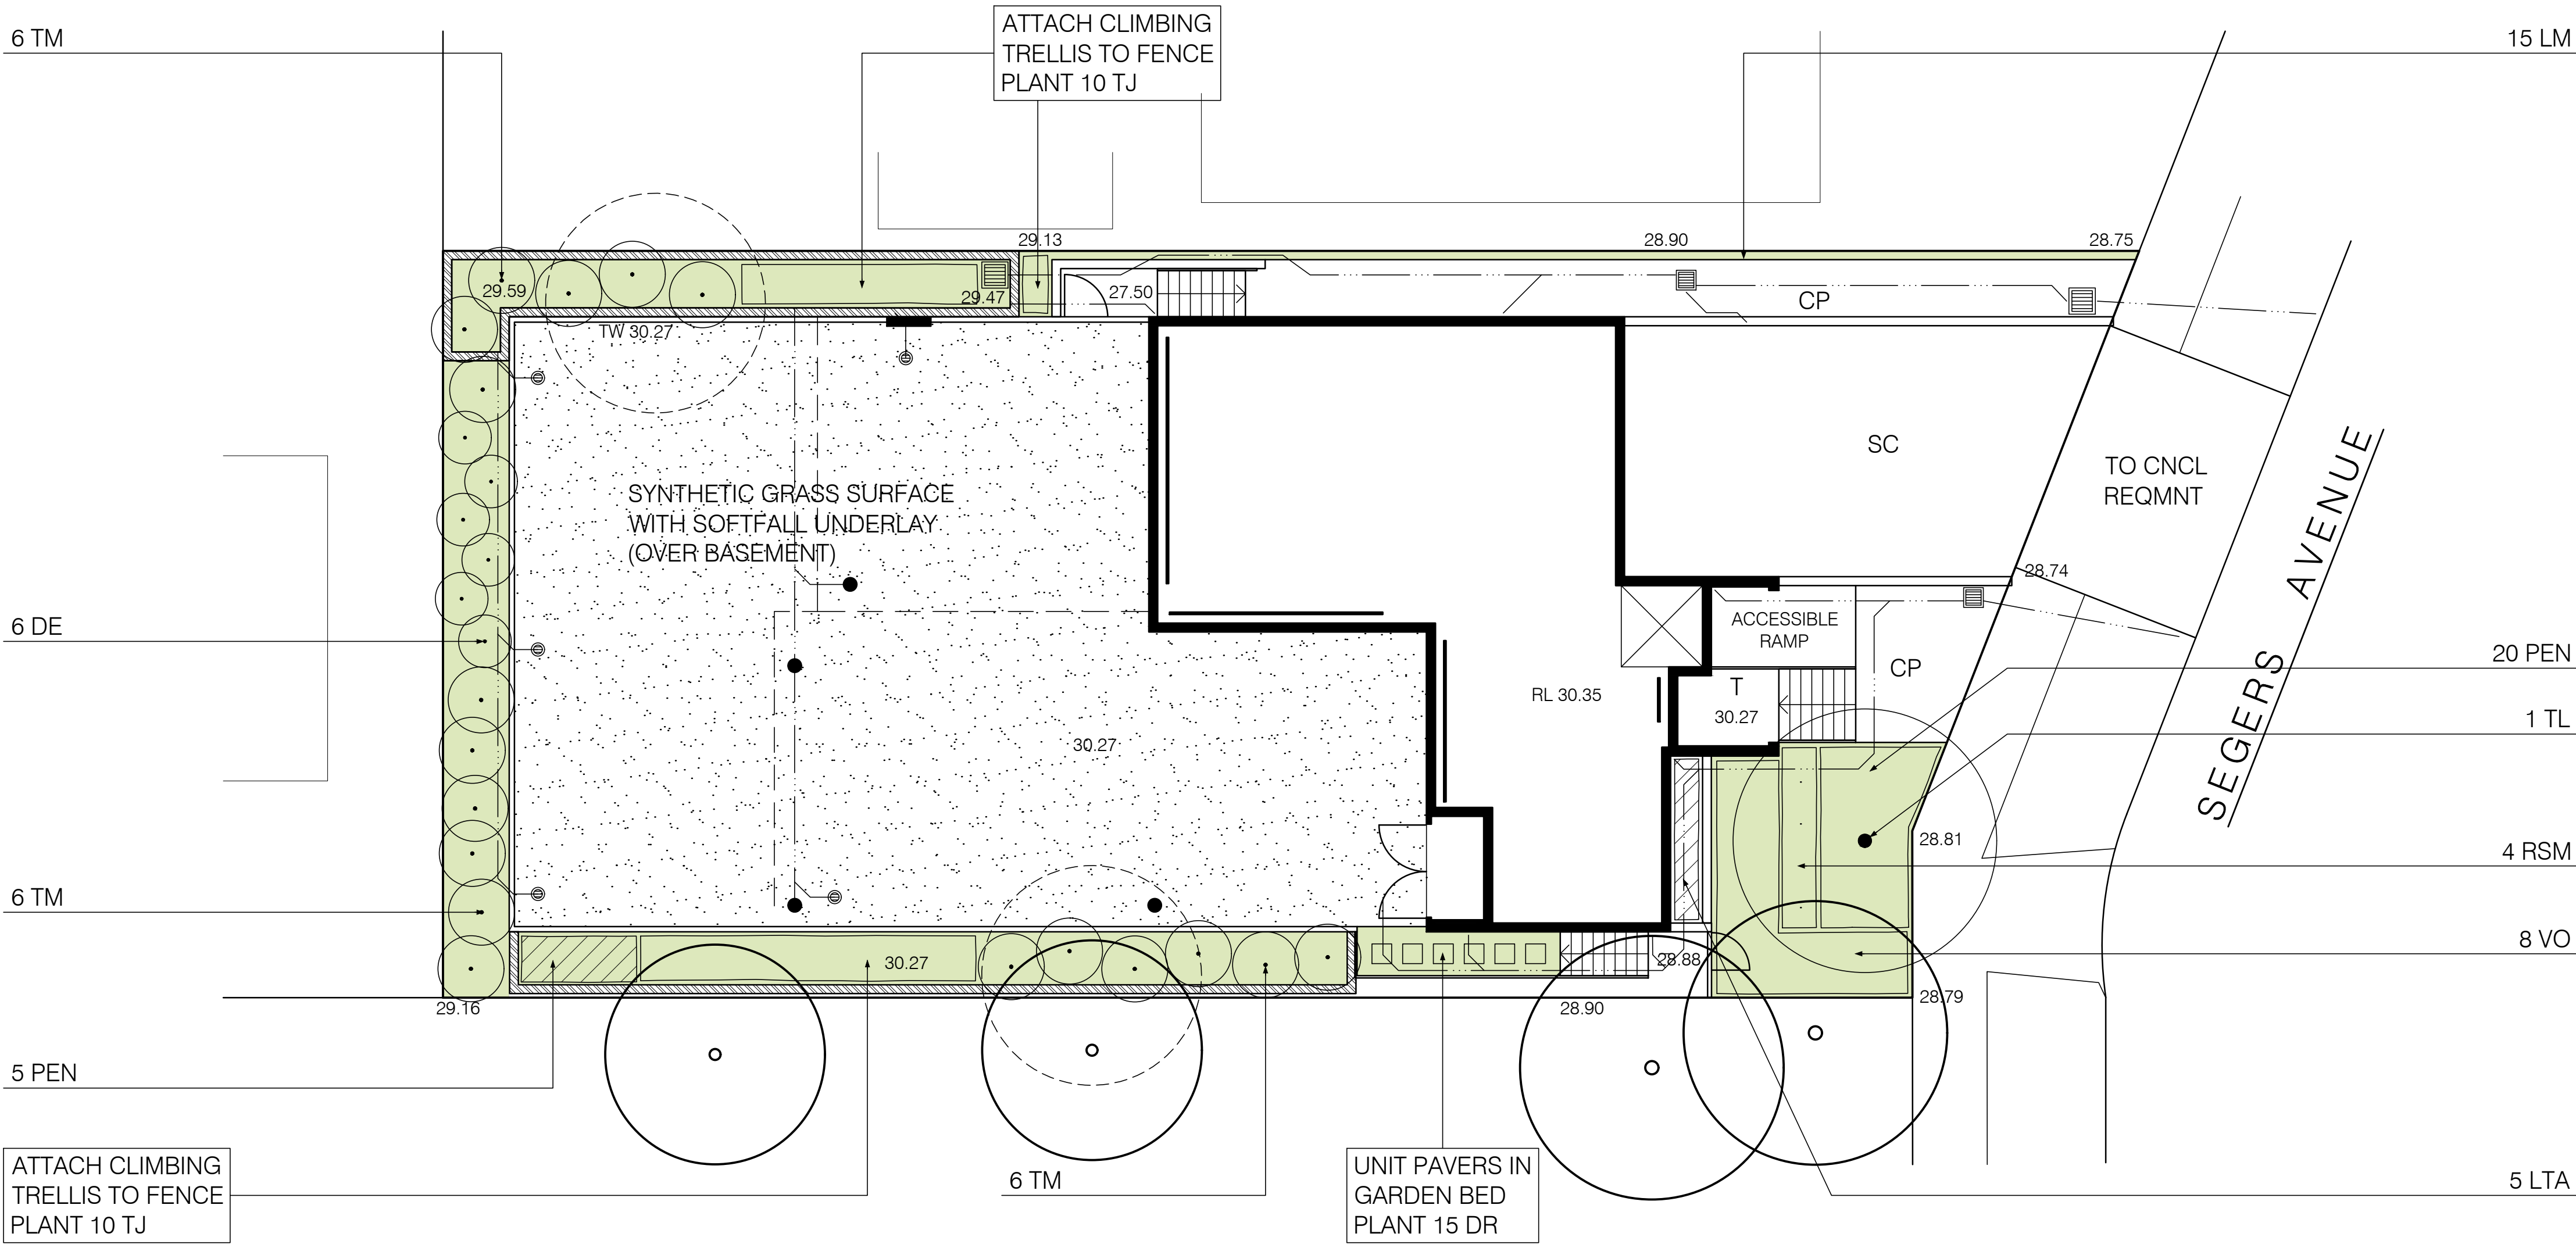 6 TM
ATTACH CLIMBING
TRELLIS TO FENCE
PLANT 10 TJ
15 LM
29.13
28.90
28.75
29.59
29.47
27.50
CP
TW 30.27
SC
TO CNCL
REQMNT
SEGERS AVENUE
SYNTHETIC GRASS SURFACE
WITH SOFTFALL UNDERLAY
(OVER BASEMENT)
28.74
ACCESSIBLE
RAMP
6 DE
20 PEN
CP
T
RL 30.35
30.27
1 TL
30.27
28.81
4 RSM
6 TM
8 VO
30.27
28.88
28.79
29.16
28.90
5 PEN
ATTACH CLIMBING
TRELLIS TO FENCE
PLANT 10 TJ
6 TM
UNIT PAVERS IN
GARDEN BED
PLANT 15 DR
5 LTA